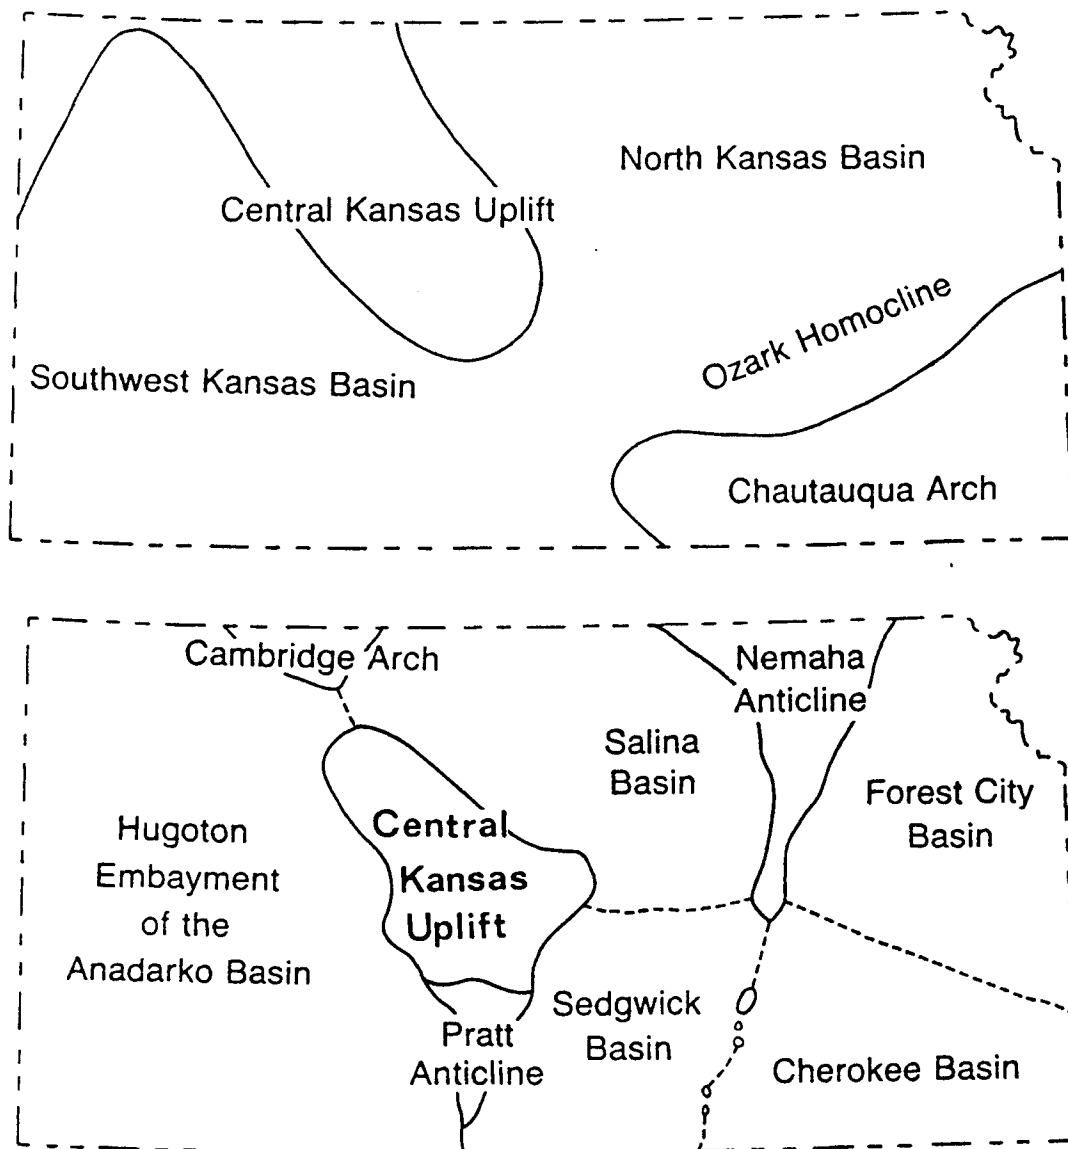 North Kansas Basin
Central Kansas Uplift
Ozark Homocline
Southwest Kansas Basin
Chautauqua Arch
Cambridge Arch
Nemaha
Anticline
Salina
Basin
Forest City
Basin
Hugoton
Embayment
of the
Anadarko Basin
Central
Kansas
Uplift
Sedgwick
Basin
Pratt
Anticline
Cherokee Basin